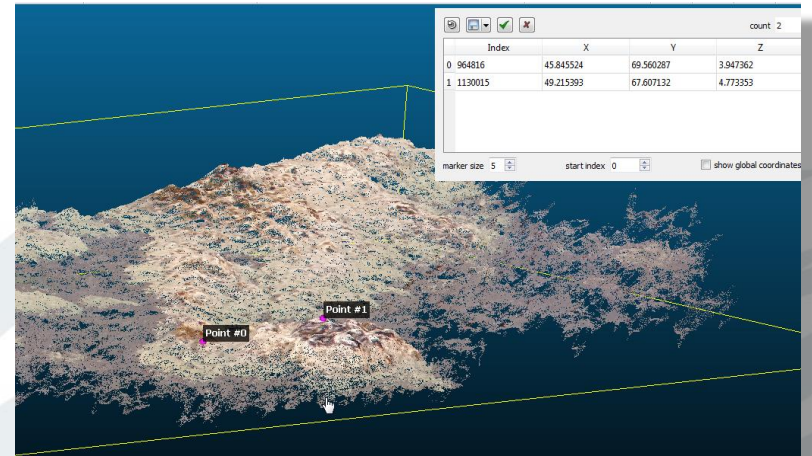 count 2
Index X Y Z
0 964816 45.845524 69.560287 3.947362
1 1130015 49.215393 67.607132 4.773353
marker size 5 start index 0 show global coordinates
Point #1
Point #0